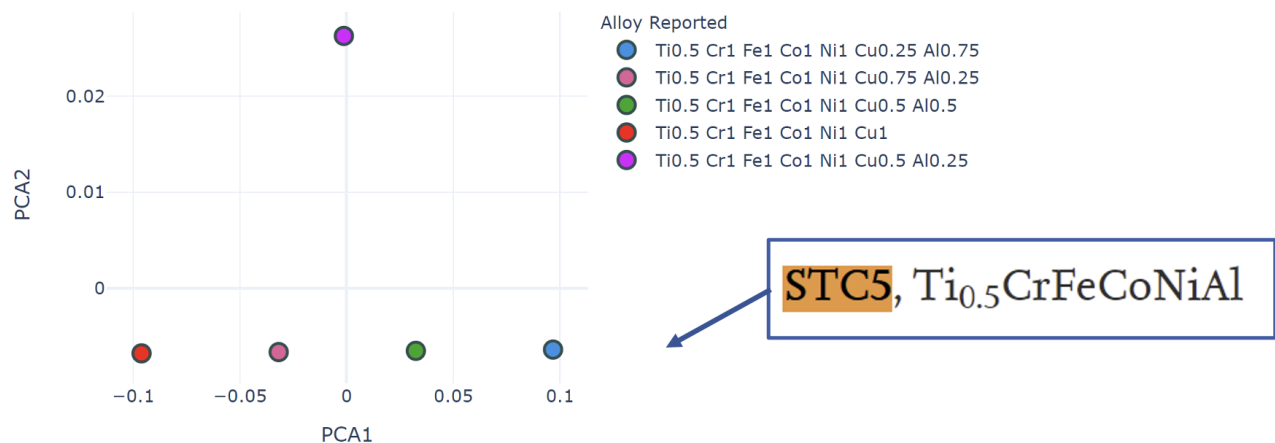 Alloy Reported
Ti0.5 Cr1 Fe1 Co1 Ni1 Cu0.25 Al0.75
Ti0.5 Cr1 Fe1 Co1 Ni1 Cu0.75 Al0.25
Ti0.5 Cr1 Fe1 Co1 Ni1 Cu0.5 Al0.5
Ti0.5 Cr1 Fe1 Co1 Ni1 Cu1
Ti0.5 Cr1 Fe1 Co1 Ni1 Cu0.5 Al0.25
PCA2
0.02
0.01
0
−0.1
−0.05
0
0.05
0.1
PCA1
STC5, Ti₀.₅CrFeCoNiAl